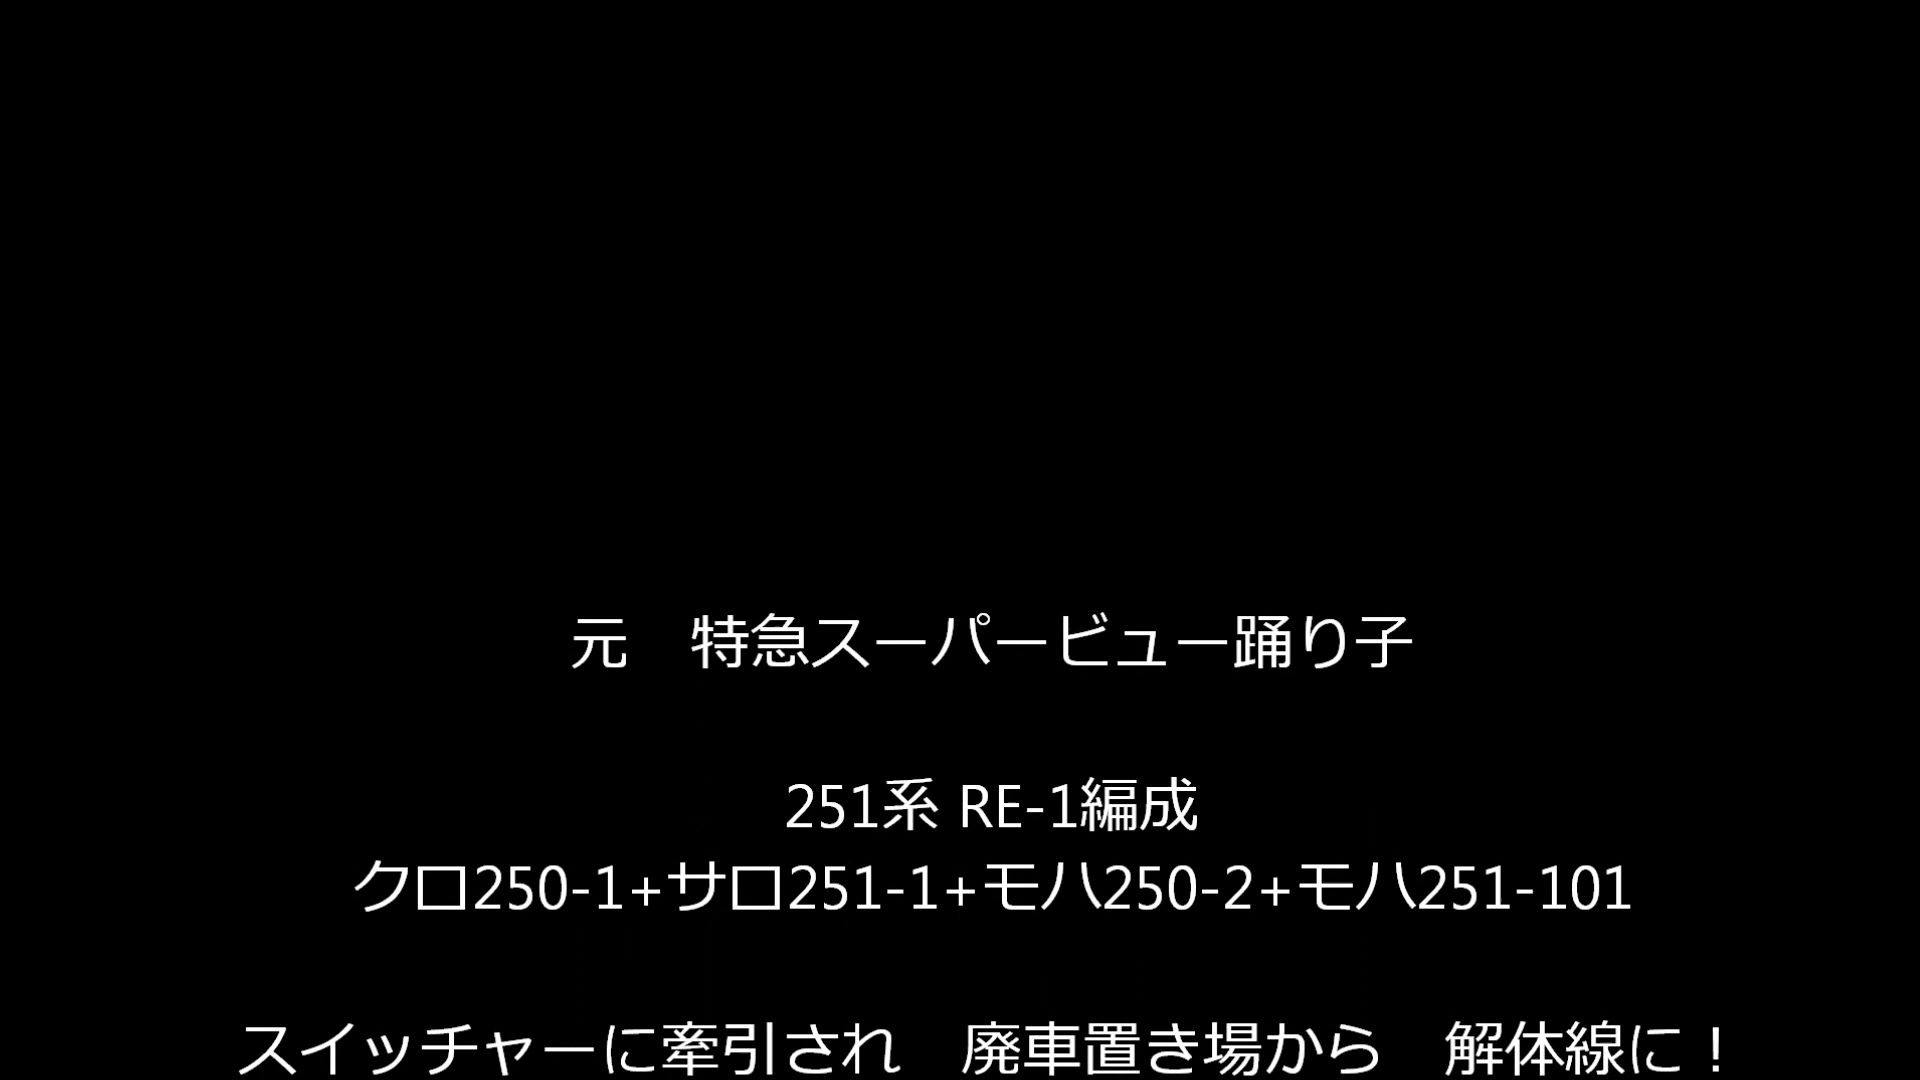 元　特急スーパービュー踊り子
251系 RE-1編成
クロ250-1+サロ251-1+モハ250-2+モハ251-101
スイッチャーに牽引され　廃車置き場から　解体線に！